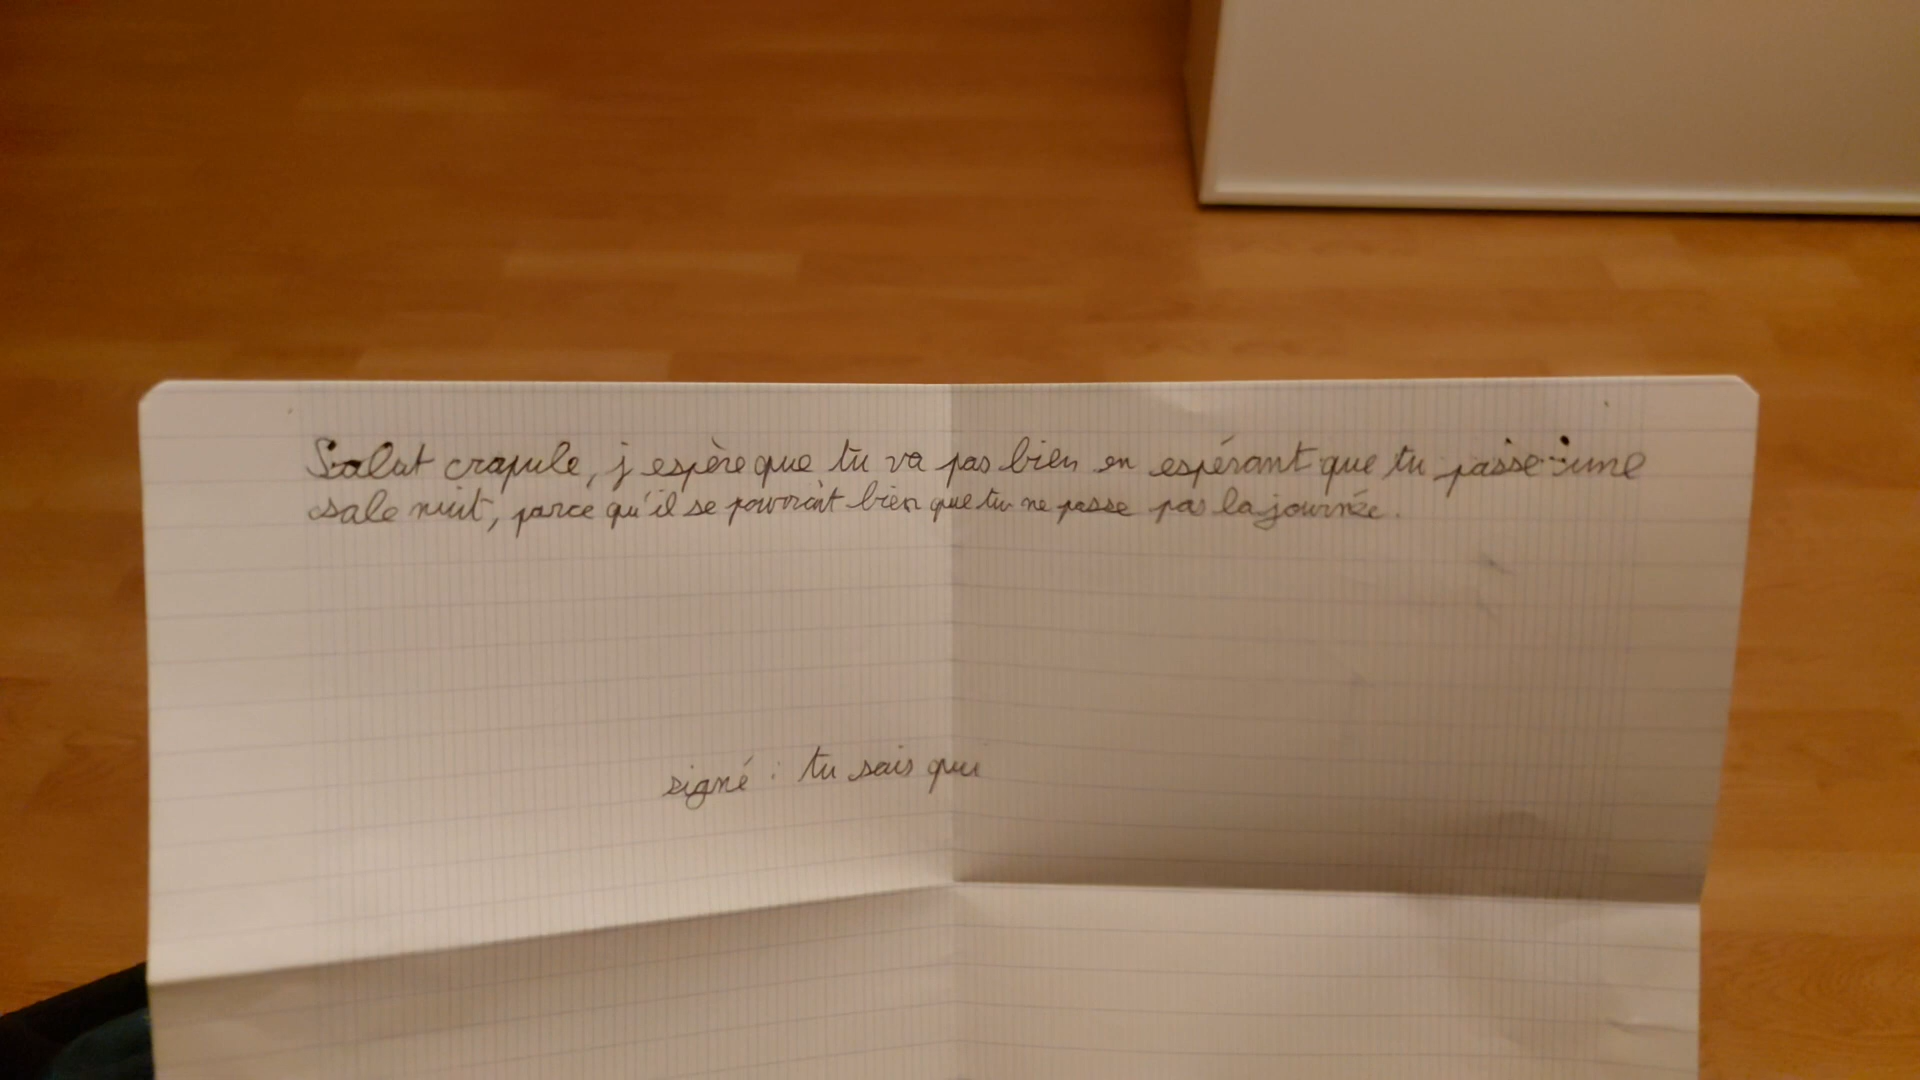 Salut crapule, j espère que tu va pas bien en espérant que tu passe une
sale nuit, parce qu'il se pourrait bien que tu ne passe pas la journée.
signé : tu sais qui